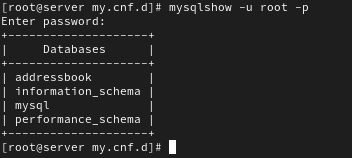 [root@server my.cnf.d]# mysqlshow -u root -p
Enter password:
+--------------------+
|     Databases      |
+--------------------+
| addressbook        |
| information_schema |
| mysql              |
| performance_schema |
+--------------------+
[root@server my.cnf.d]#